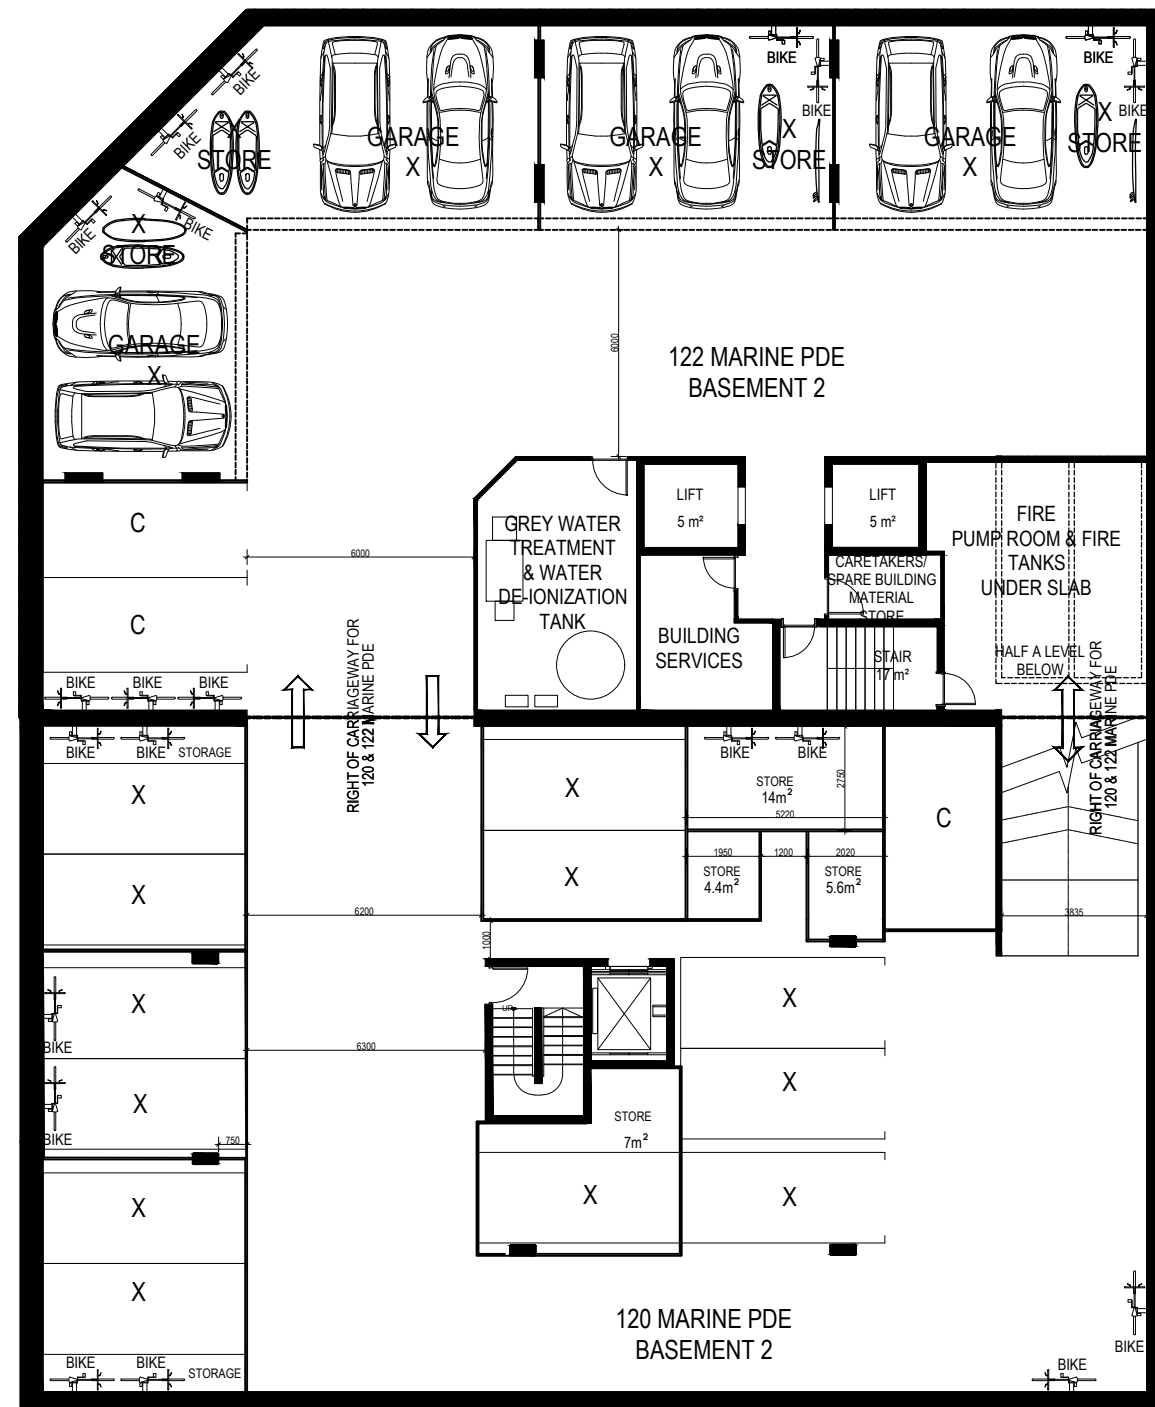 BIKE
BIKE
BIKE
BIKE
BIKE
BIKE
BIKE
X
STORE
GARAGE
X
GARAGE
X
X
STORE
GARAGE
X
X
STORE
BIKE
BIKE
X
STORE
GARAGE
X
6000
122 MARINE PDE
BASEMENT 2
C
6000
C
GREY WATER
TREATMENT
& WATER
DE-IONIZATION
TANK
LIFT
5 m²
LIFT
5 m²
CARETAKERS/
SPARE BUILDING
MATERIAL
STORE
FIRE
PUMP ROOM & FIRE
TANKS
UNDER SLAB
BUILDING
SERVICES
STAIR
17 m²
HALF A LEVEL
BELOW
RIGHT OF CARRIAGEWAY FOR
120 & 122 MARINE PDE
RIGHT OF CARRIAGEWAY FOR
120 & 122 MARINE PDE
BIKE
BIKE
BIKE
BIKE
BIKE
STORAGE
BIKE
BIKE
X
X
STORE
14m²
2750
5220
C
X
X
1950
1200
2020
STORE
4.4m²
STORE
5.6m²
6200
3835
1000
X
BIKE
UP
X
6300
X
X
BIKE
750
STORE
7m²
X
X
X
X
120 MARINE PDE
BASEMENT 2
BIKE
BIKE
BIKE
STORAGE
BIKE